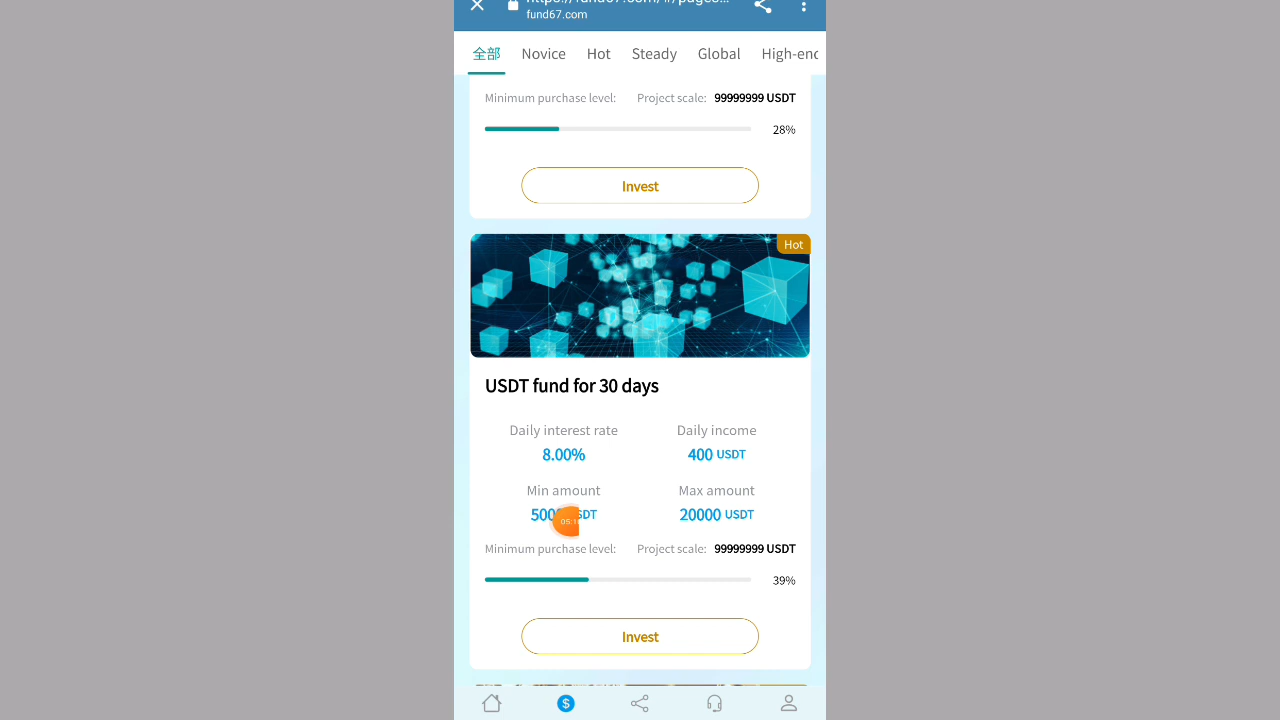 fund67.com
全部 Novice Hot Steady Global High-end
Minimum purchase level: Project scale: 99999999 USDT
28%
Invest
Hot
USDT fund for 30 days
Daily interest rate Daily income
8.00% 400 USDT
Min amount Max amount
20000 USDT
Minimum purchase level: Project scale: 99999999 USDT
39%
Invest